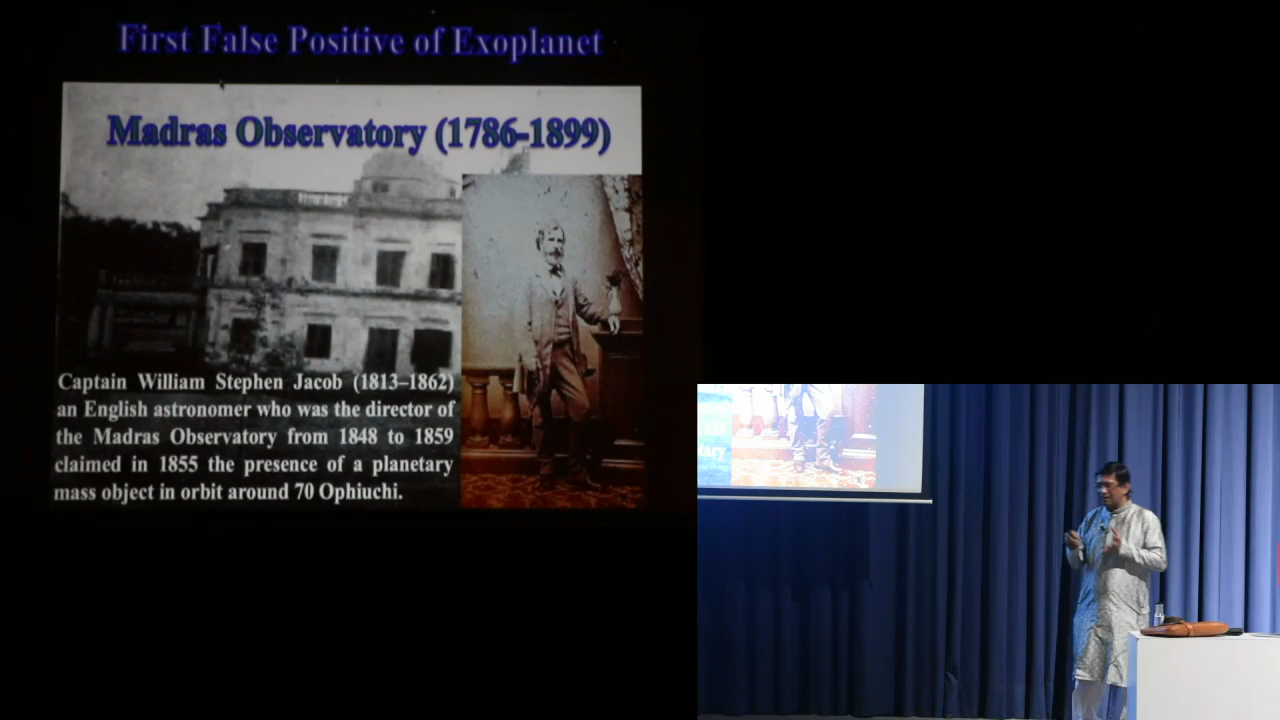 First False Positive of Exoplanet
Madras Observatory (1786-1899)
Captain William Stephen Jacob (1813–1862)
an English astronomer who was the director of
the Madras Observatory from 1848 to 1859
claimed in 1855 the presence of a planetary
mass object in orbit around 70 Ophiuchi.